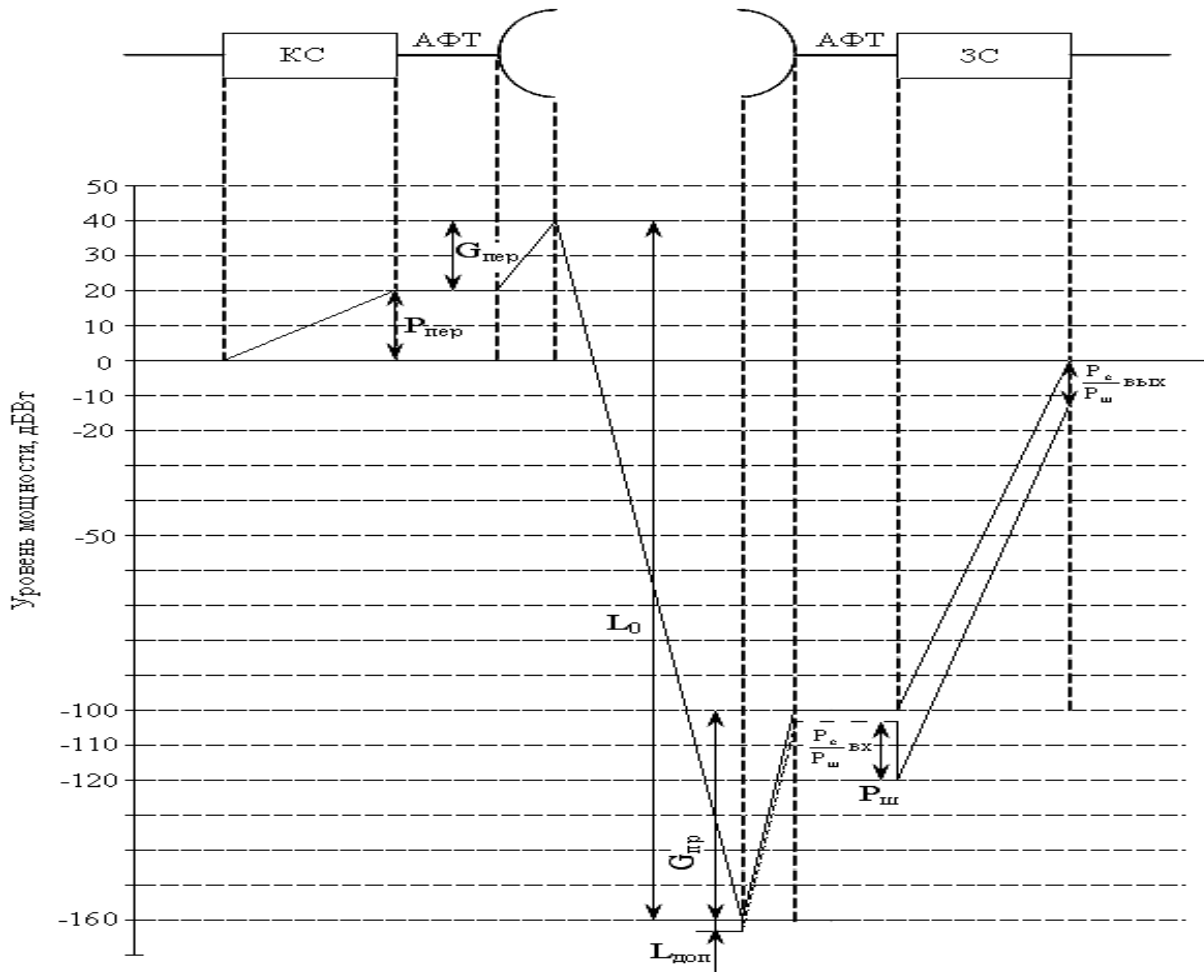 КС
АФТ
АФТ
ЗС
Уровень мощности, дБВт
50
40
30
20
10
0
-10
-20
-50
-100
-110
-120
-160
Gпер
Pпер
L0
Pс
Pш вых
Pс
Pш вх
Pш
Gпр
Lдоп